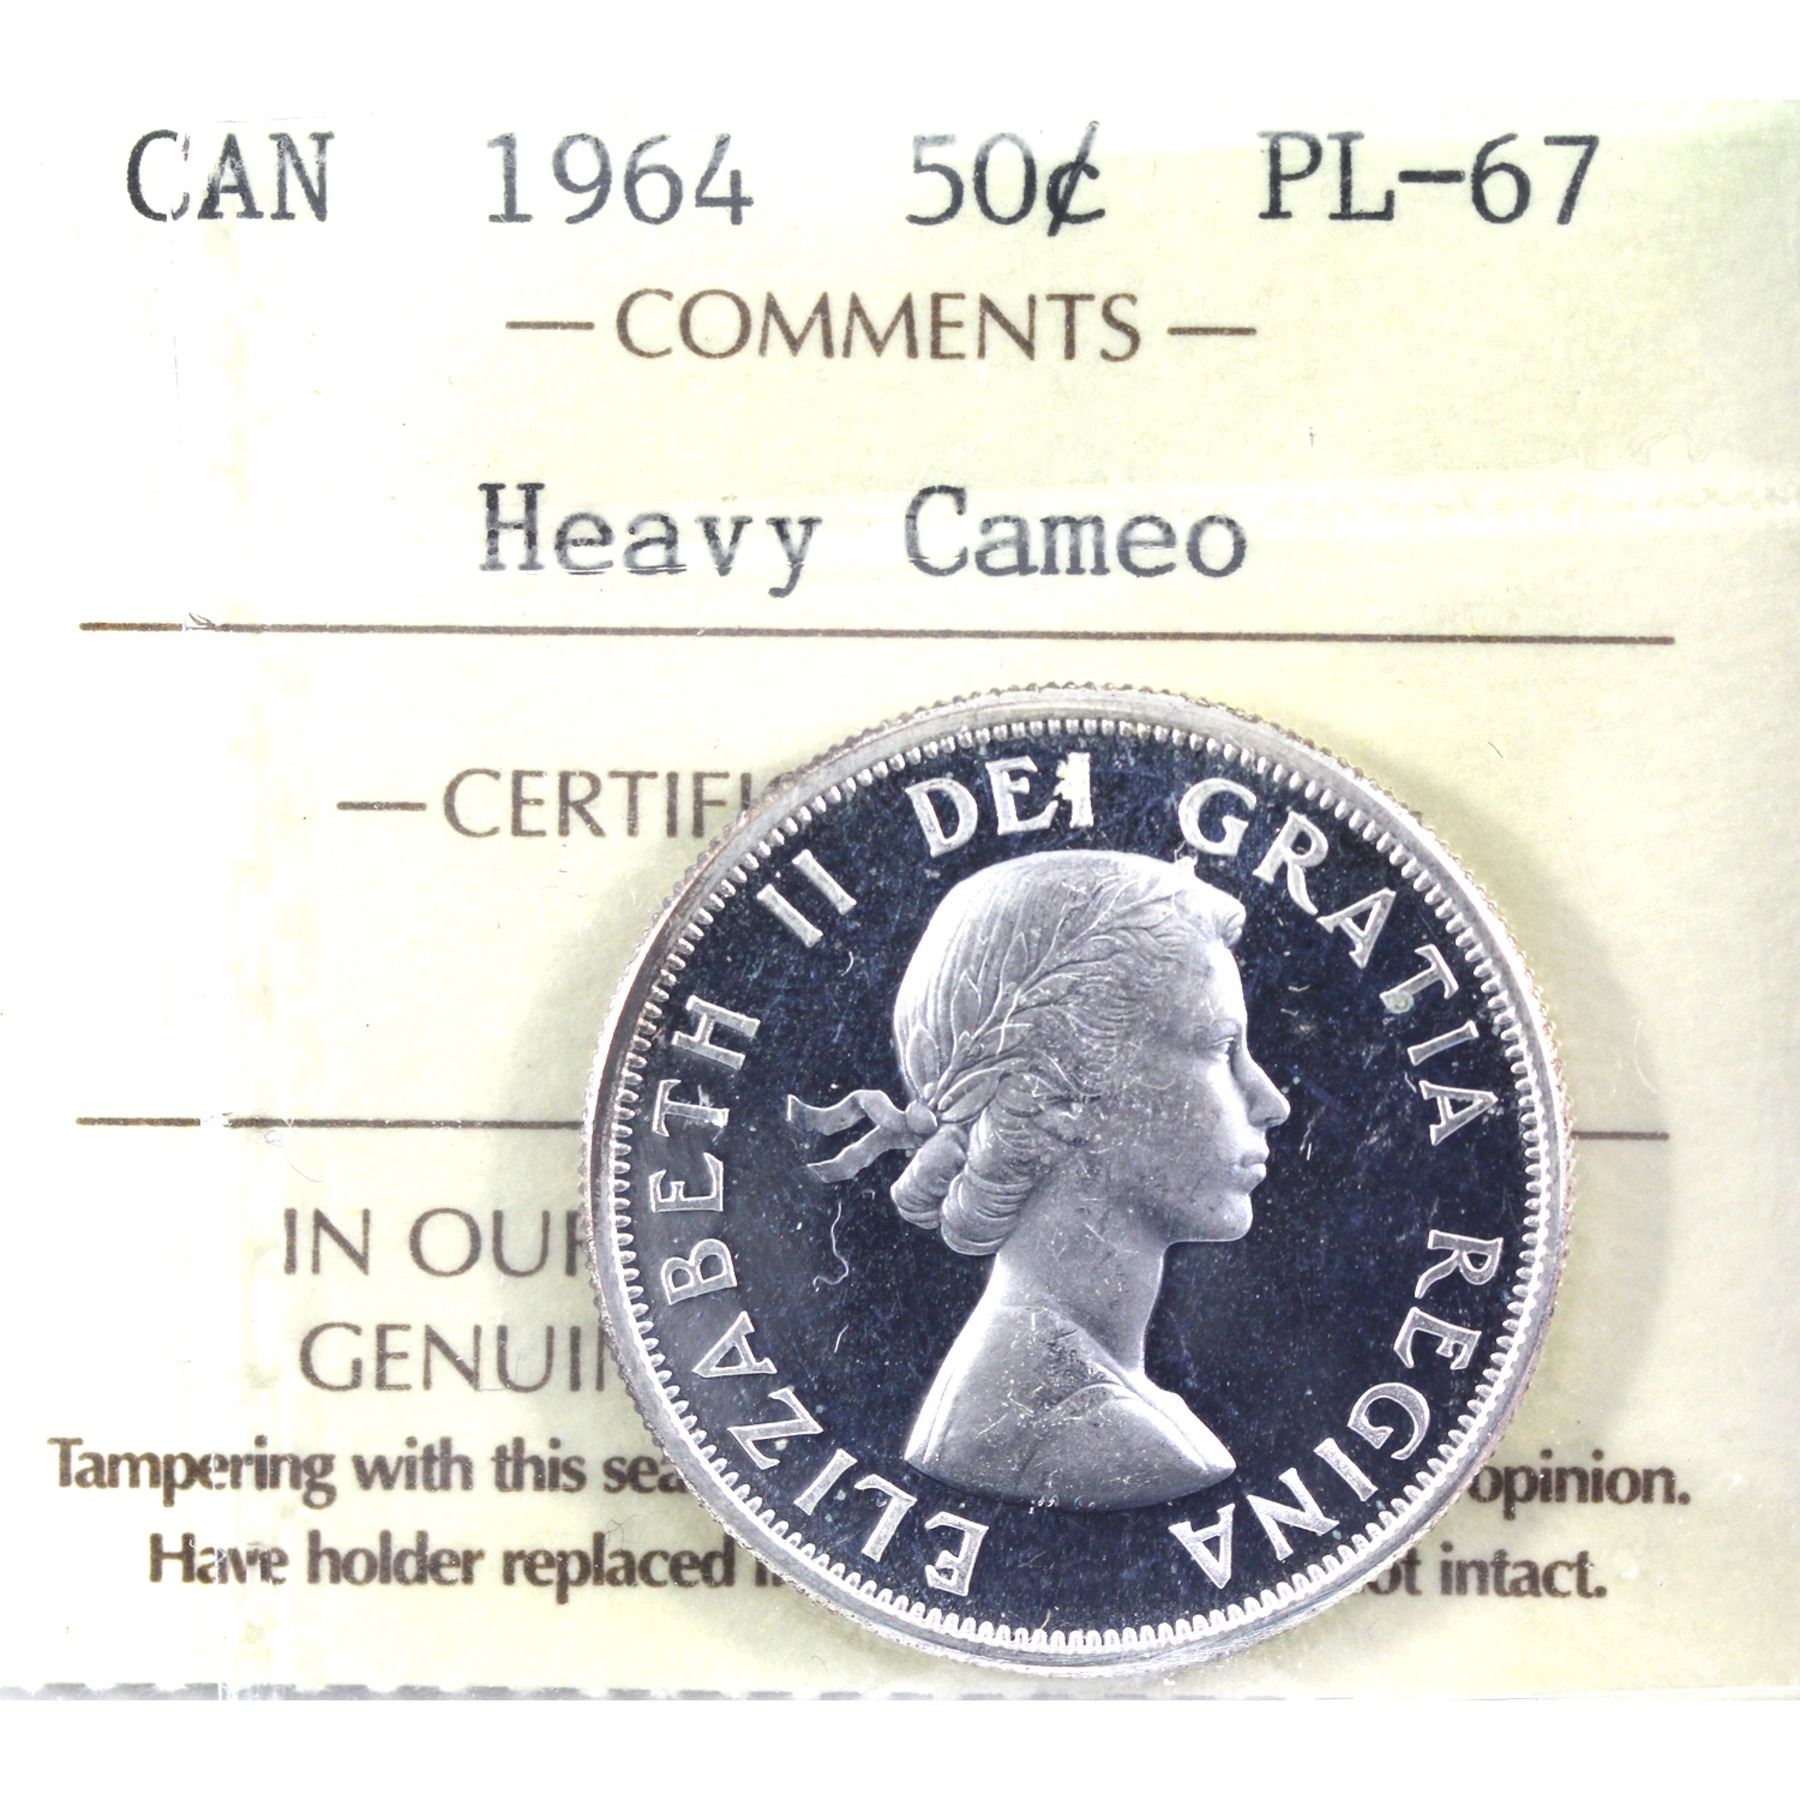 CAN 1964 50¢ PL-67
— COMMENTS —
Heavy Cameo
— CERTIFI
IN OUR
GENUIN
Tampering with this sea opinion.
Have holder replaced i ot intact.
ELIZABETH II DEI GRATIA REGINA